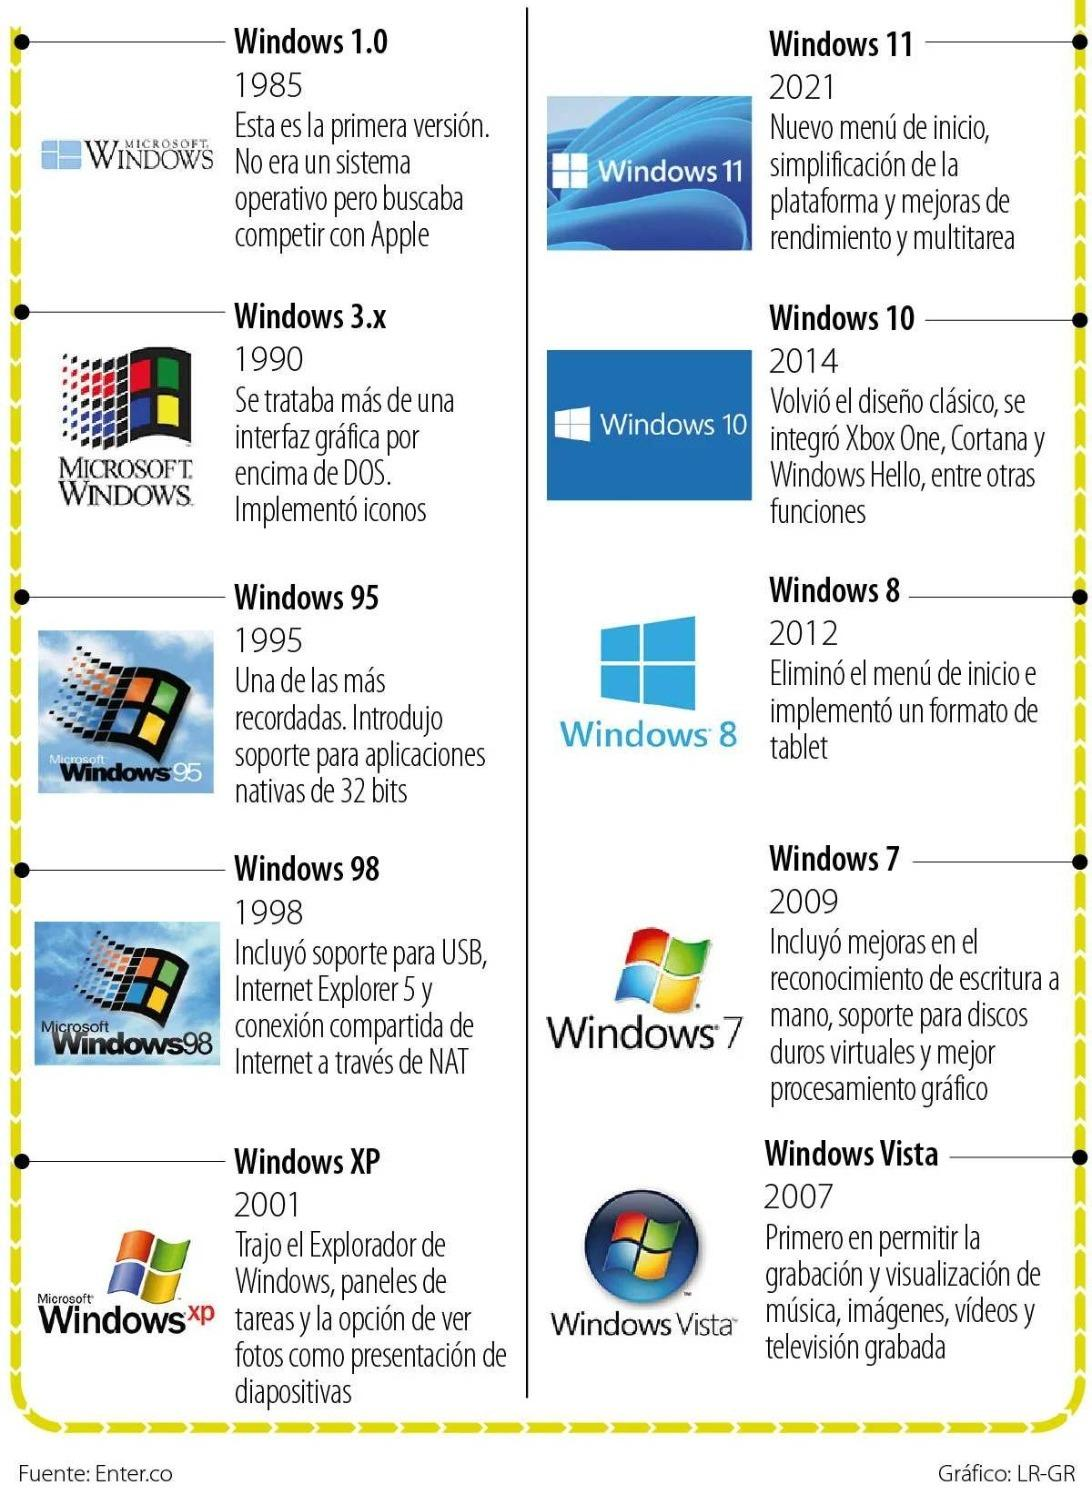 Windows 1.0
1985
Esta es la primera versión.
No era un sistema
operativo pero buscaba
competir con Apple
MICROSOFT
WINDOWS
Windows 3.x
1990
Se trataba más de una
interfaz gráfica por
encima de DOS.
Implementó iconos
MICROSOFT
WINDOWS
Windows 95
1995
Una de las más
recordadas. Introdujo
soporte para aplicaciones
nativas de 32 bits
Microsoft
Windows 95
Windows 98
1998
Incluyó soporte para USB,
Internet Explorer 5 y
conexión compartida de
Internet a través de NAT
Microsoft
Windows98
Windows XP
2001
Trajo el Explorador de
Windows, paneles de
tareas y la opción de ver
fotos como presentación de
diapositivas
Microsoft
Windows xp
Windows 11
2021
Nuevo menú de inicio,
simplificación de la
plataforma y mejoras de
rendimiento y multitarea
Windows 11
Windows 10
2014
Volvió el diseño clásico, se
integró Xbox One, Cortana y
Windows Hello, entre otras
funciones
Windows 10
Windows 8
2012
Eliminó el menú de inicio e
implementó un formato de
tablet
Windows 8
Windows 7
2009
Incluyó mejoras en el
reconocimiento de escritura a
mano, soporte para discos
duros virtuales y mejor
procesamiento gráfico
Windows 7
Windows Vista
2007
Primero en permitir la
grabación y visualización de
música, imágenes, vídeos y
televisión grabada
Windows Vista
Fuente: Enter.co
Gráfico: LR-GR